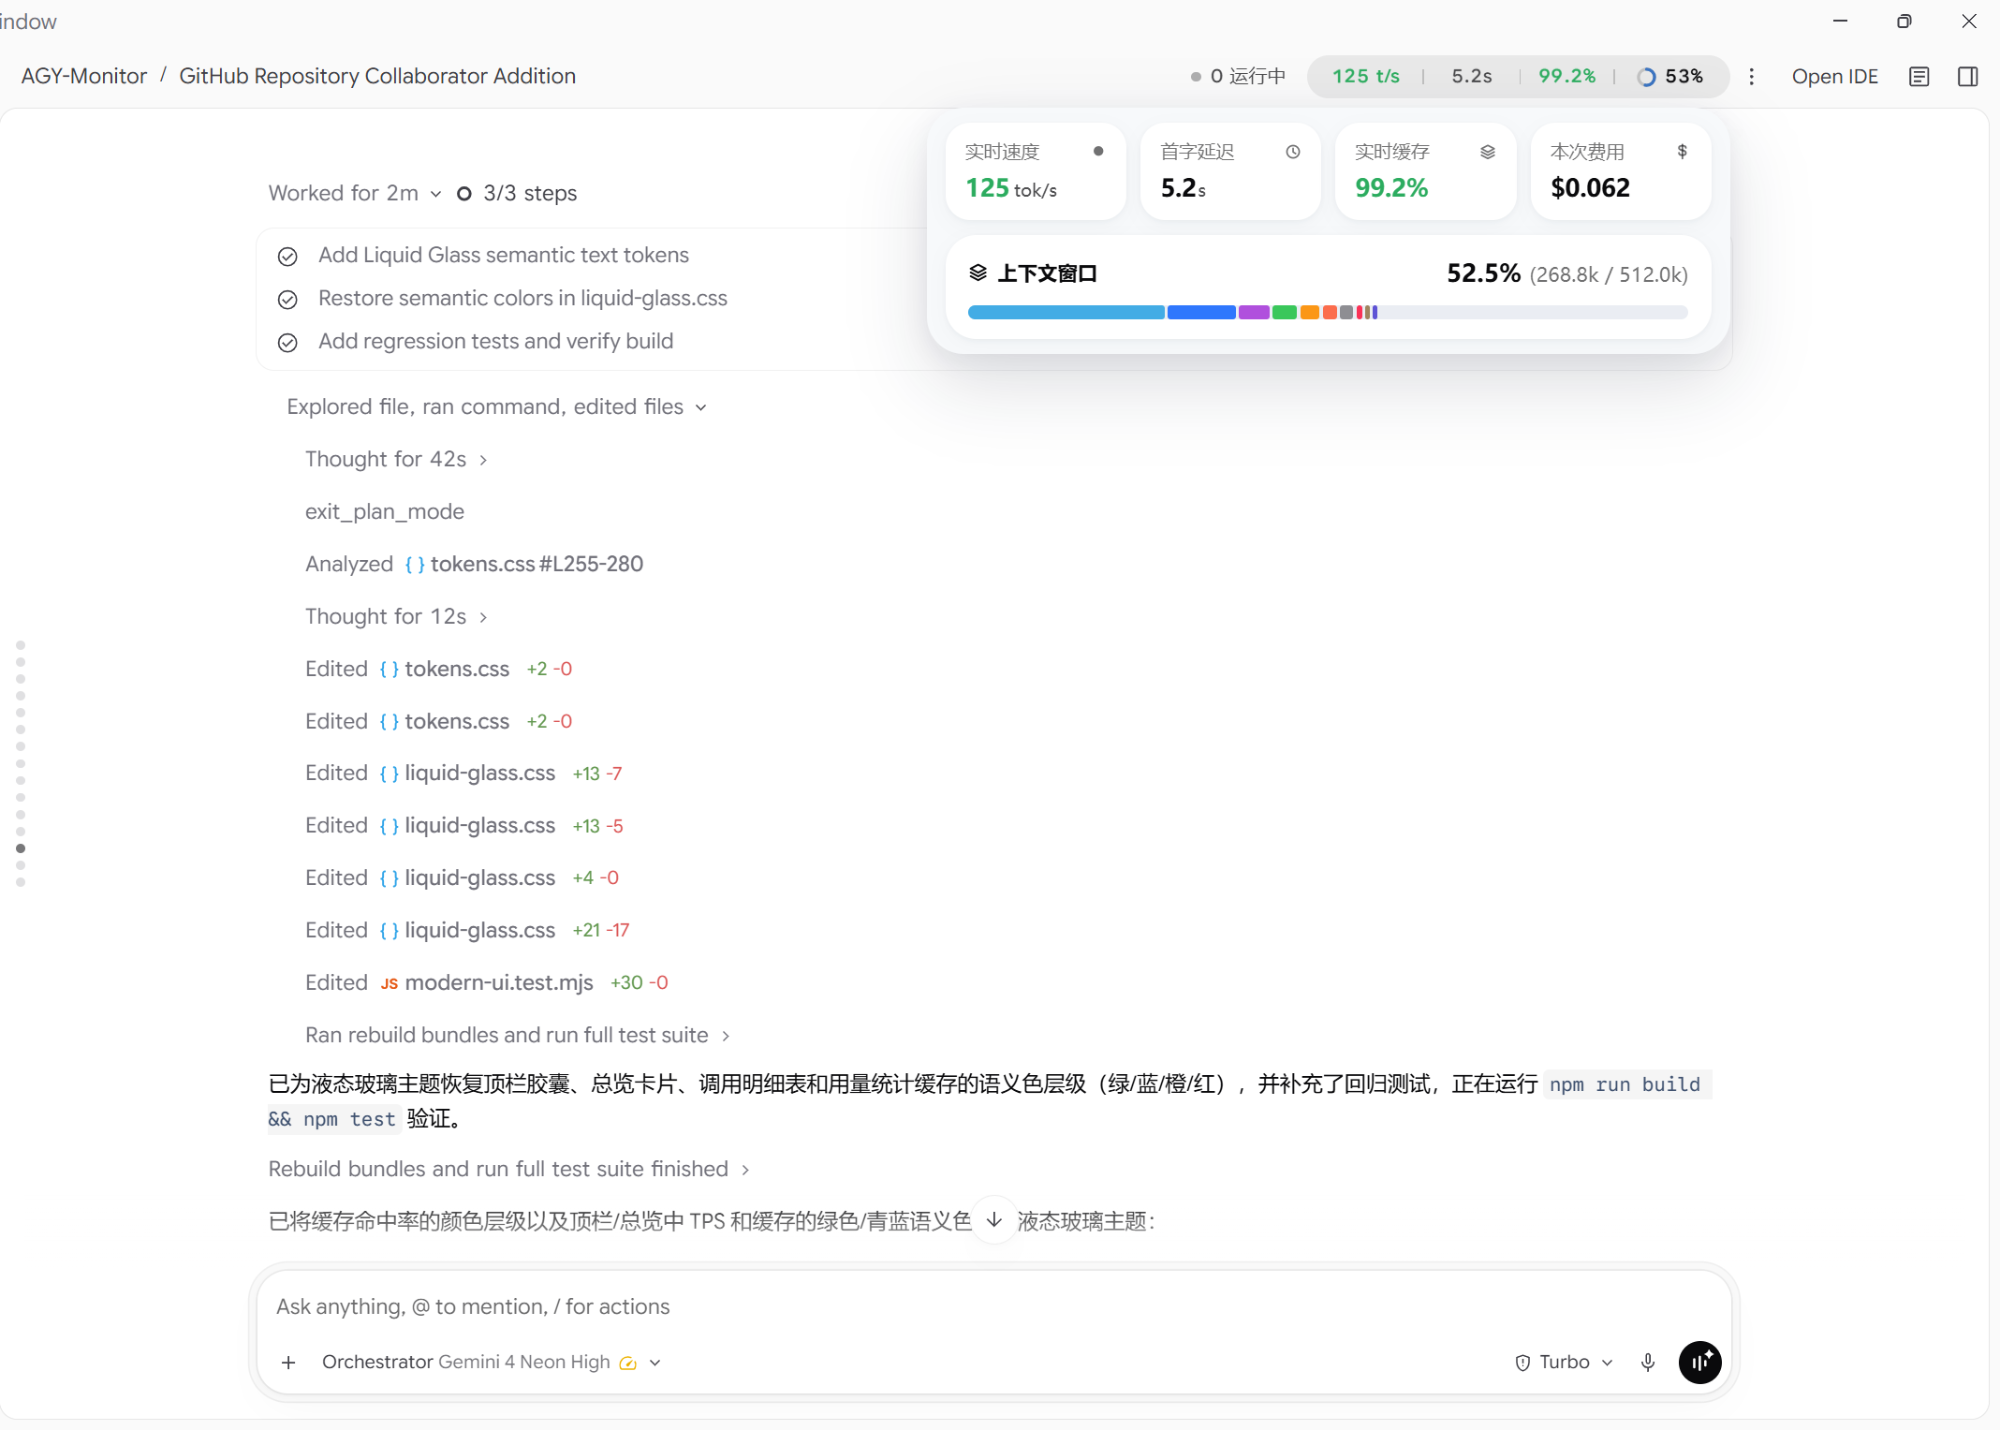 indow
AGY-Monitor / GitHub Repository Collaborator Addition
0 运行中
125 t/s | 5.2s | 99.2% | 53%
Open IDE
实时速度
125 tok/s
首字延迟
5.2s
实时缓存
99.2%
本次费用 $
$0.062
上下文窗口
52.5% (268.8k / 512.0k)
Worked for 2m
3/3 steps
Add Liquid Glass semantic text tokens
Restore semantic colors in liquid-glass.css
Add regression tests and verify build
Explored file, ran command, edited files
Thought for 42s
exit_plan_mode
Analyzed {} tokens.css #L255-280
Thought for 12s
Edited {} tokens.css +2 -0
Edited {} tokens.css +2 -0
Edited {} liquid-glass.css +13 -7
Edited {} liquid-glass.css +13 -5
Edited {} liquid-glass.css +4 -0
Edited {} liquid-glass.css +21 -17
Edited JS modern-ui.test.mjs +30 -0
Ran rebuild bundles and run full test suite
已为液态玻璃主题恢复顶栏胶囊、总览卡片、调用明细表和用量统计缓存的语义色层级（绿/蓝/橙/红），并补充了回归测试，正在运行 npm run build
&& npm test 验证。
Rebuild bundles and run full test suite finished
已将缓存命中率的颜色层级以及顶栏/总览中 TPS 和缓存的绿色/青蓝语义色 液态玻璃主题：
Ask anything, @ to mention, / for actions
+ Orchestrator Gemini 4 Neon High
Turbo